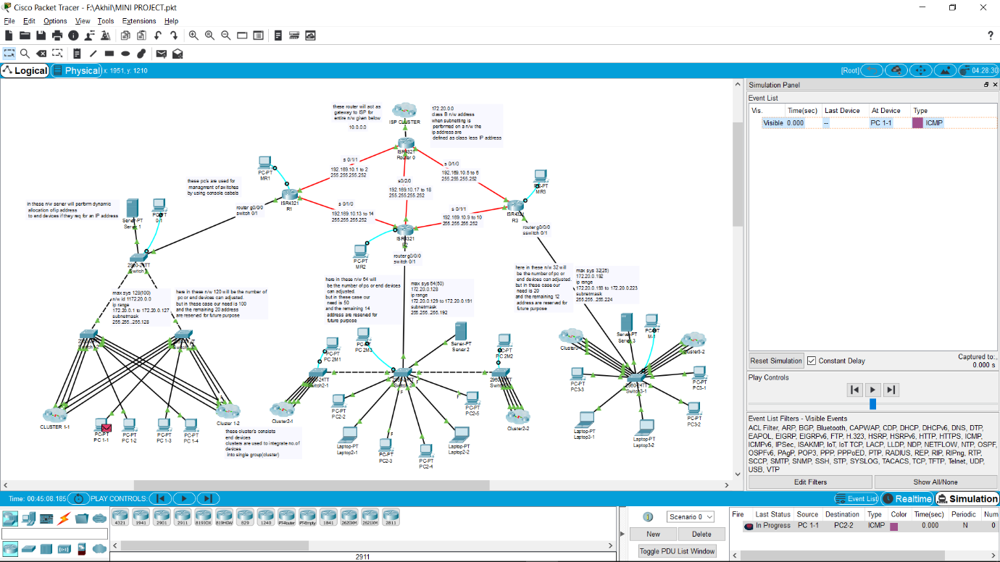 Cisco Packet Tracer - F:\Akhil\MINI PROJECT.pkt
File Edit Options View Tools Extensions Help
Logical Physical x: 1951, y: 1210
[Root] 04:28:30
these router will act as
gateway to ISP for
entire n/w given below
10.0.0.0
ISP CLUSTER
172.20.0.0
class B n/w address
when subnetting is
performed on a n/w the
ip address are
defined as class less IP address
ISR4321
Router 0
s 0/1/1
192.169.10.1 to 2
255.255.255.252
s 0/1/0
192.169.10.5 to 6
255.255.255.252
s0/2/0
192.169.10.17 to 18
255.255.255.252
PC-PT
MR1
PC-PT
MR3
these pc's are used for
managment of switches
by using console cabels
ISR4321
R1
ISR4321
R3
s 0/1/0
192.169.10.13 to 14
255.255.255.252
s 0/1/1
192.169.10.9 to 10
255.255.255.252
in these n/w server will perform dynamic
allocation of ip address
to end devices if they req for an IP address
Server-PT
Server 1
0-1
router g0/0/0
switch 0/1
router g0/0/0
sswitch 0/1
ISR4321
PC-PT
MR2
router g0/0/0
switch 0/1
2960-24TT
max sys 128(100)
n/w id 1172.20.0.0
ip range
172.20.0.1 to 172.20.0.127
subnetmask
255.255..255.128
here in these n/w 120 will be the number of
pc or end devices can adjusted.
but in these case our need is 100
and the remaining 20 address
are reserved for future purpose
here in these n/w 64 will
be the number of pc or end devices
can adjusted.
but in these case our
need is 50
and the remaining 14
address are reserved for
future purpose
max sys 64(50)
172.20.0.128
ip range
172.20.0.129 to 172.20.0.191
subnetmask
255.255..255.192
here in these n/w 32 will
be the number of pc or
end devices can adjusted.
but in these case our
need is 20
and the remaining 12
address are reserved for
future purpose
max sys 32(25)
172.20.0.192
ip range
172.20.0.193 to 172.20.0.223
subnetmask
255.255..255.224
PC-PT
PC 2M1
PC 2M3
Server-PT
Server 2
PC-PT
PC 2M2
Cluster3-1
M-1
Cluster3-2
PC-PT
PC3-3
PC-PT
PC3-1
2960-24TT
Switch3-1
Cluster2-1
PC-PT
PC2-2
PC-PT
PC2-5
Cluster2-2
PC-PT
PC3-2
Laptop-PT
Laptop3-1
Laptop-PT
Laptop3-2
CLUSTER 1-1
PC-PT
PC 1-1
PC-PT
PC 1-2
PC-PT
PC 1-3
PC-PT
PC 1-4
Cluster 1-2
these cluster's consists
end devices
clusters are used to integrate no.of
devices
into single group(cluster)
Laptop-PT
Laptop2-1
PC-PT
PC2-3
PC-PT
PC2-4
Laptop-PT
Laptop2-2
Simulation Panel
Event List
Vis. Time(sec) Last Device At Device Type
Visible 0.000 -- PC 1-1 ICMP
Reset Simulation Constant Delay Captured to:
0.000 s
Play Controls
Event List Filters - Visible Events
ACL Filter, ARP, BGP, Bluetooth, CAPWAP, CDP, DHCP, DHCPv6, DNS, DTP,
EAPOL, EIGRP, EIGRPv6, FTP, H.323, HSRP, HSRPv6, HTTP, HTTPS, ICMP,
ICMPv6, IPSec, ISAKMP, IoT, IoT TCP, LACP, LLDP, NDP, NETFLOW, NTP, OSPF,
OSPFv6, PAgP, POP3, PPP, PPPoED, PTP, RADIUS, REP, RIP, RIPng, RTP,
SCCP, SMTP, SNMP, SSH, STP, SYSLOG, TACACS, TCP, TFTP, Telnet, UDP,
USB, VTP
Edit Filters Show All/None
Time: 00:45:08.185 PLAY CONTROLS:
Event List Realtime Simulation
4321 1941 2901 2911 819IOX 819HGW 829 1240 PT-Router PT-Empty 1841 2620XM 2621XM 2811
2911
Scenario 0
New Delete
Toggle PDU List Window
Fire Last Status Source Destination Type Color Time(sec) Periodic Num
In Progress PC 1-1 PC2-2 ICMP 0.000 N 0